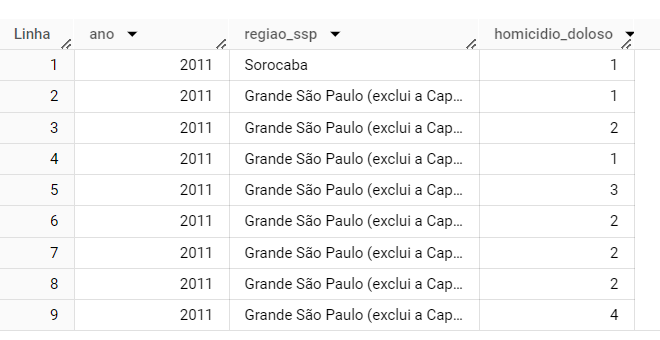 Linha ano regiao_ssp homicidio_doloso
1 2011 Sorocaba 1
2 2011 Grande São Paulo (exclui a Cap… 1
3 2011 Grande São Paulo (exclui a Cap… 2
4 2011 Grande São Paulo (exclui a Cap… 1
5 2011 Grande São Paulo (exclui a Cap… 3
6 2011 Grande São Paulo (exclui a Cap… 2
7 2011 Grande São Paulo (exclui a Cap… 2
8 2011 Grande São Paulo (exclui a Cap… 2
9 2011 Grande São Paulo (exclui a Cap… 4